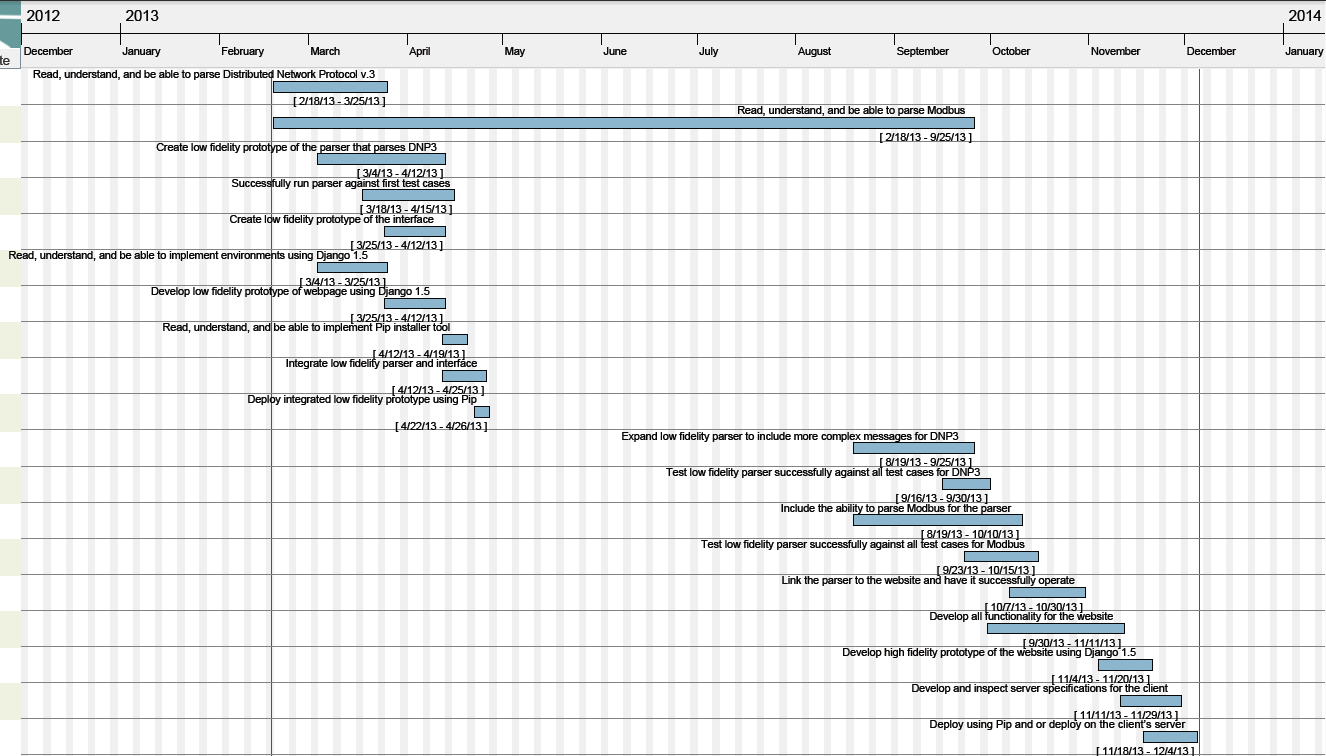 2012 2013 2014
te December January February March April May June July August September October November December January
Read, understand, and be able to parse Distributed Network Protocol v.3
[ 2/18/13 - 3/25/13 ]
Read, understand, and be able to parse Modbus
[ 2/18/13 - 9/25/13 ]
Create low fidelity prototype of the parser that parses DNP3
[ 3/4/13 - 4/12/13 ]
Successfully run parser against first test cases
[ 3/18/13 - 4/15/13 ]
Create low fidelity prototype of the interface
[ 3/25/13 - 4/12/13 ]
Read, understand, and be able to implement environments using Django 1.5
[ 3/4/13 - 3/25/13 ]
Develop low fidelity prototype of webpage using Django 1.5
[ 3/25/13 - 4/12/13 ]
Read, understand, and be able to implement Pip installer tool
[ 4/12/13 - 4/19/13 ]
Integrate low fidelity parser and interface
[ 4/12/13 - 4/25/13 ]
Deploy integrated low fidelity prototype using Pip
[ 4/22/13 - 4/26/13 ]
Expand low fidelity parser to include more complex messages for DNP3
[ 8/19/13 - 9/25/13 ]
Test low fidelity parser successfully against all test cases for DNP3
[ 9/16/13 - 9/30/13 ]
Include the ability to parse Modbus for the parser
[ 8/19/13 - 10/10/13 ]
Test low fidelity parser successfully against all test cases for Modbus
[ 9/23/13 - 10/15/13 ]
Link the parser to the website and have it successfully operate
[ 10/7/13 - 10/30/13 ]
Develop all functionality for the website
[ 9/30/13 - 11/11/13 ]
Develop high fidelity prototype of the website using Django 1.5
[ 11/4/13 - 11/20/13 ]
Develop and inspect server specifications for the client
[ 11/11/13 - 11/29/13 ]
Deploy using Pip and or deploy on the client's server
[ 11/18/13 - 12/4/13 ]